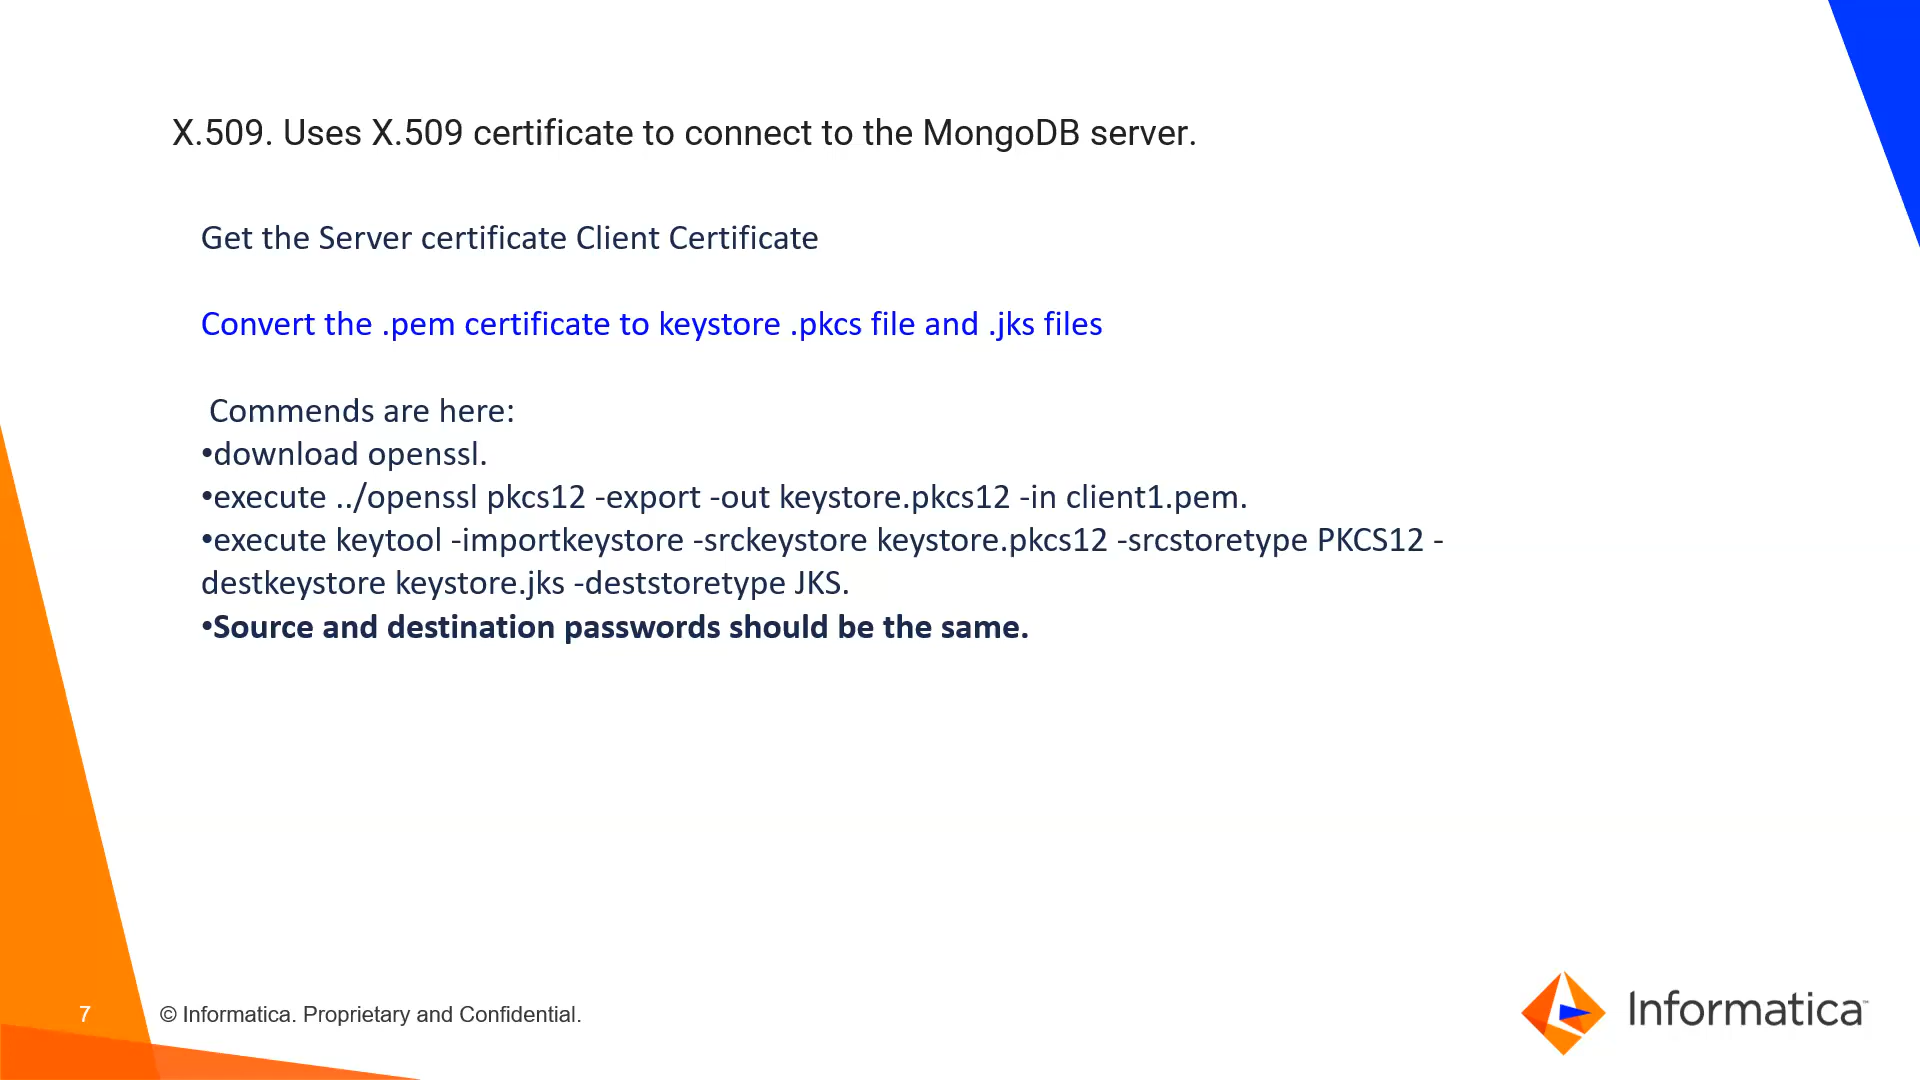 X.509. Uses X.509 certificate to connect to the MongoDB server.
Get the Server certificate Client Certificate
Convert the .pem certificate to keystore .pkcs file and .jks files
Commends are here:
•download openssl.
•execute ../openssl pkcs12 -export -out keystore.pkcs12 -in client1.pem.
•execute keytool -importkeystore -srckeystore keystore.pkcs12 -srcstoretype PKCS12 -
destkeystore keystore.jks -deststoretype JKS.
•Source and destination passwords should be the same.
7
© Informatica. Proprietary and Confidential.
Informatica™